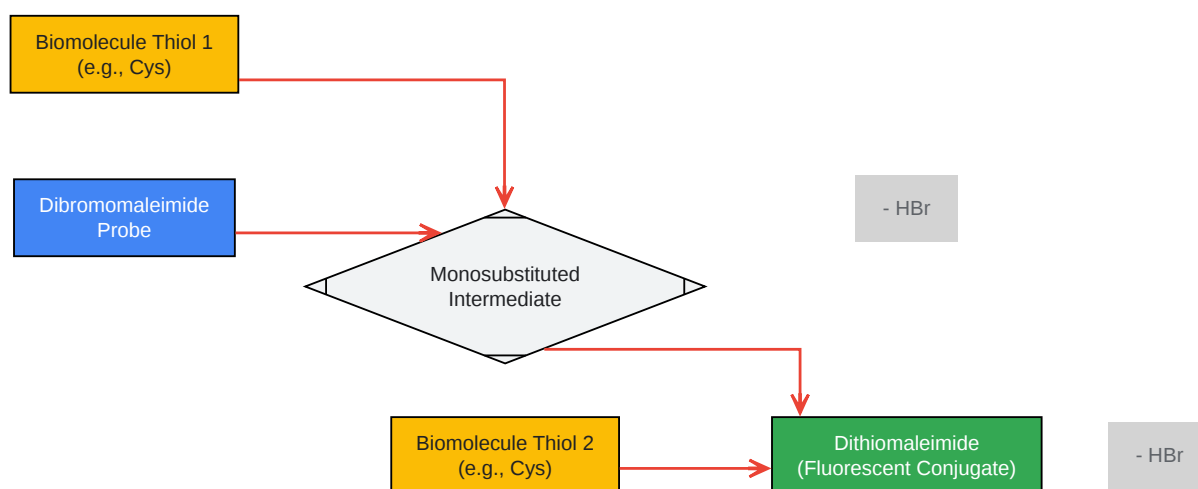 Biomolecule Thiol 1
(e.g., Cys)
Dibromomaleimide
Probe
- HBr
Monosubstituted
Intermediate
Biomolecule Thiol 2
(e.g., Cys)
Dithiomaleimide
(Fluorescent Conjugate)
- HBr